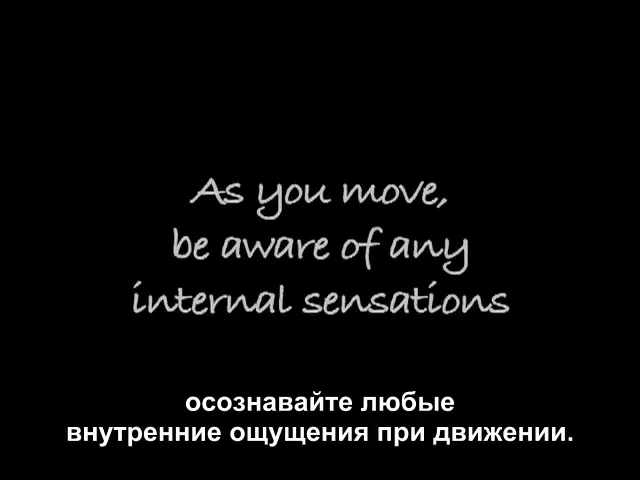 As you move,
be aware of any
internal sensations
осознавайте любые
внутренние ощущения при движении.